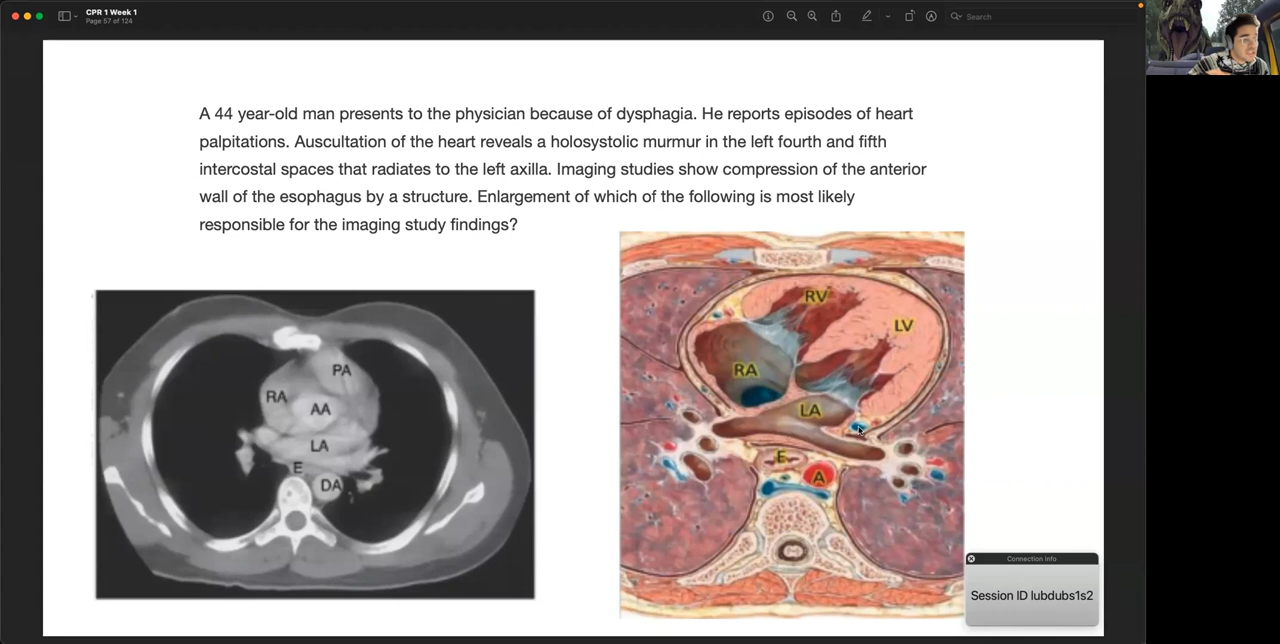 CPR 1 Week 1
Page 57 of 124
Search
A 44 year-old man presents to the physician because of dysphagia. He reports episodes of heart
palpitations. Auscultation of the heart reveals a holosystolic murmur in the left fourth and fifth
intercostal spaces that radiates to the left axilla. Imaging studies show compression of the anterior
wall of the esophagus by a structure. Enlargement of which of the following is most likely
responsible for the imaging study findings?
PA
RA
AA
LA
E
DA
RV
LV
RA
LA
E
A
Connection Info
Session ID lubdubs1s2